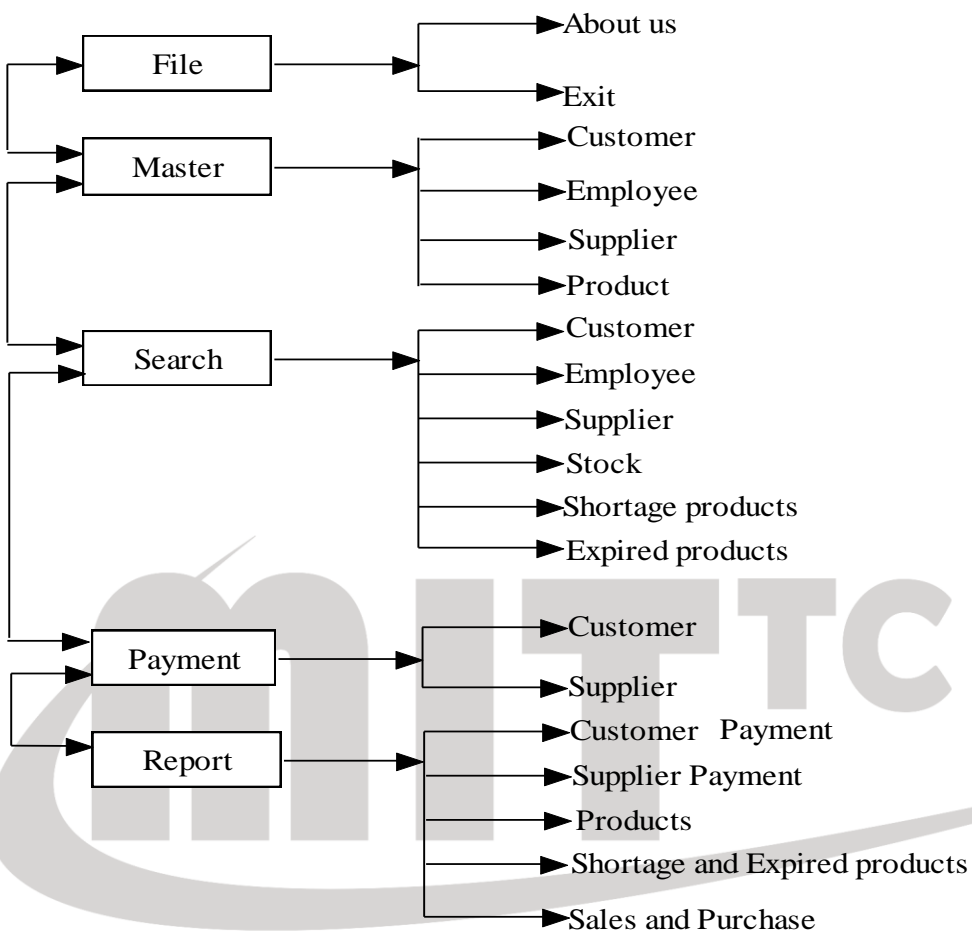 About us
File
Exit
Customer
Master
Employee
Supplier
Product
Customer
Search
Employee
Supplier
Stock
Shortage products
Expired products
Customer
Payment
Supplier
Customer Payment
Report
Supplier Payment
Products
Shortage and Expired products
Sales and Purchase
MITTC